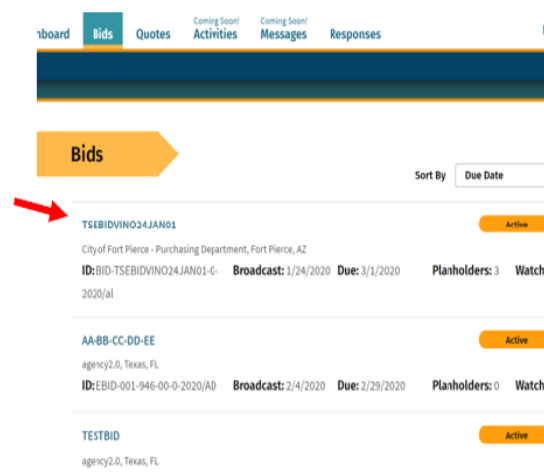 Coming Soon! Coming Soon!
Bids Quotes Activities Messages Responses
Bids
Sort By Due Date
TSEBIDVINO24JAN01 Active
City of Fort Pierce - Purchasing Department, Fort Pierce, AZ
ID: BID-TSEBIDVINO24JAN01-0- Broadcast: 1/24/2020 Due: 3/1/2020 Planholders: 3 Watch
2020/al
AA-BB-CC-DD-EE Active
agency2.0, Texas, FL
ID: EBID-001-946-00-0-2020/AD Broadcast: 2/4/2020 Due: 2/29/2020 Planholders: 0 Watch
TESTBID Active
agency2.0, Texas, FL